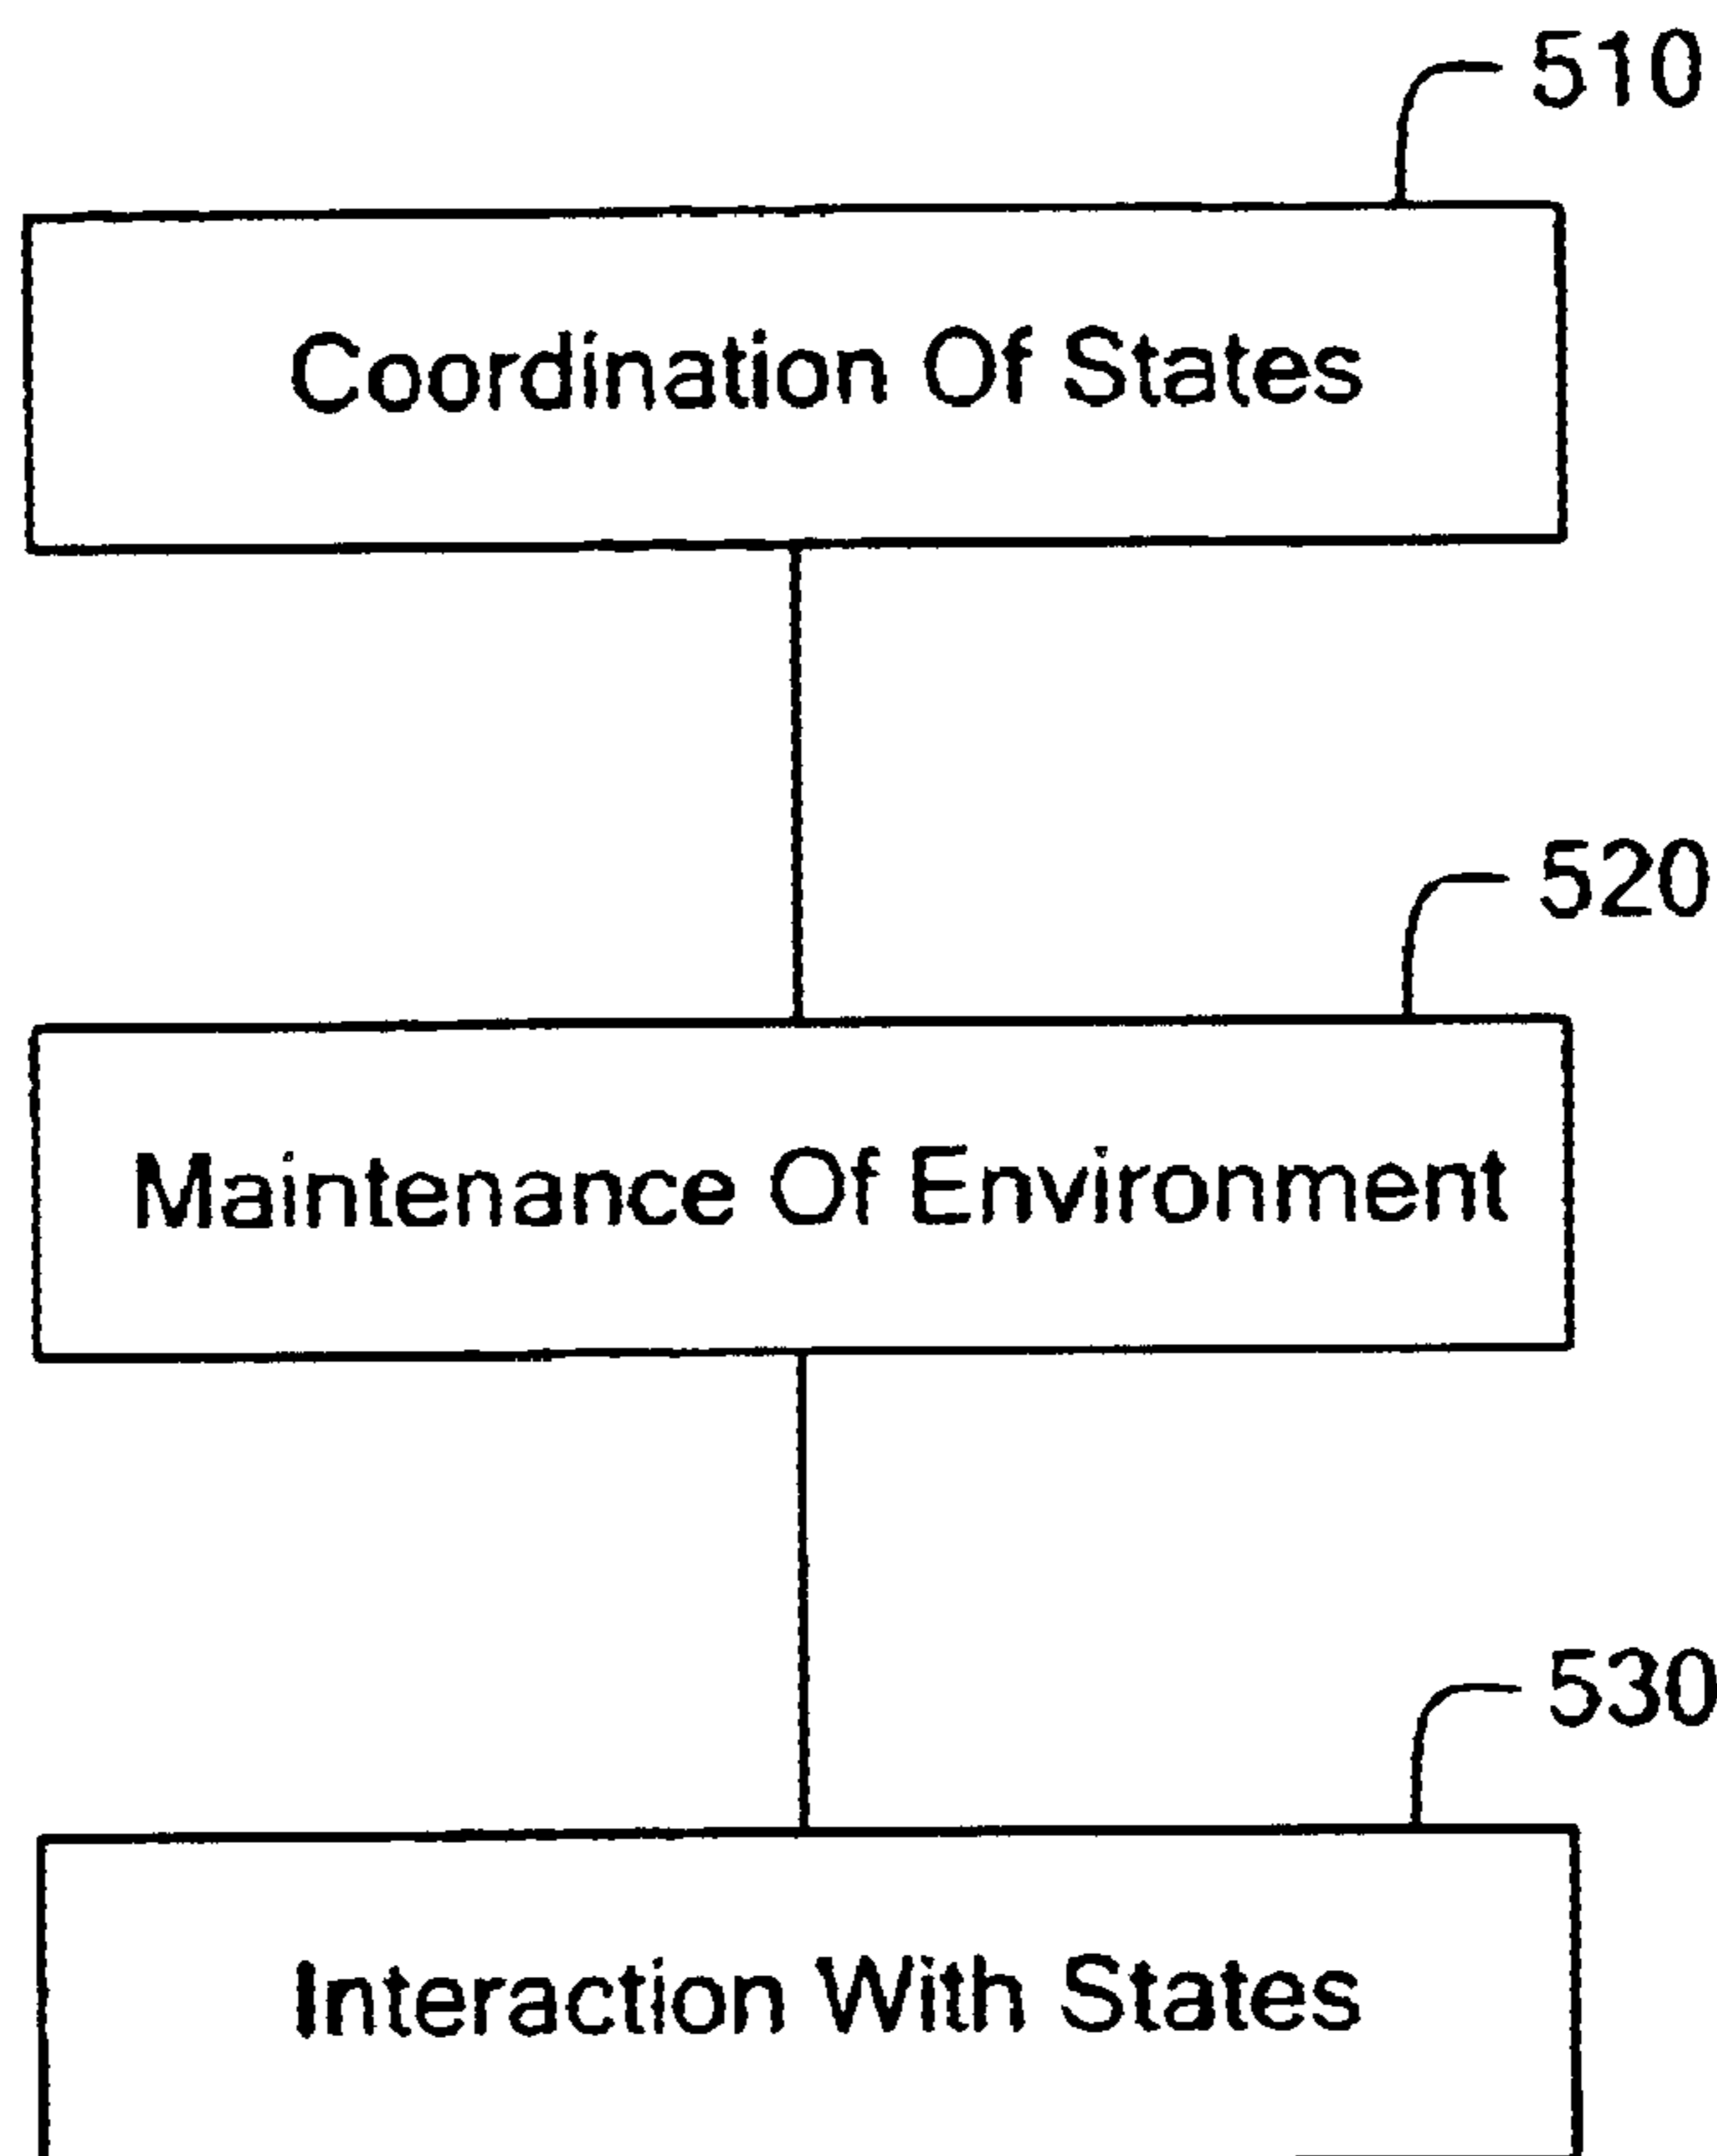 510
Coordination Of States
520
Maintenance Of Environment
530
Interaction With States